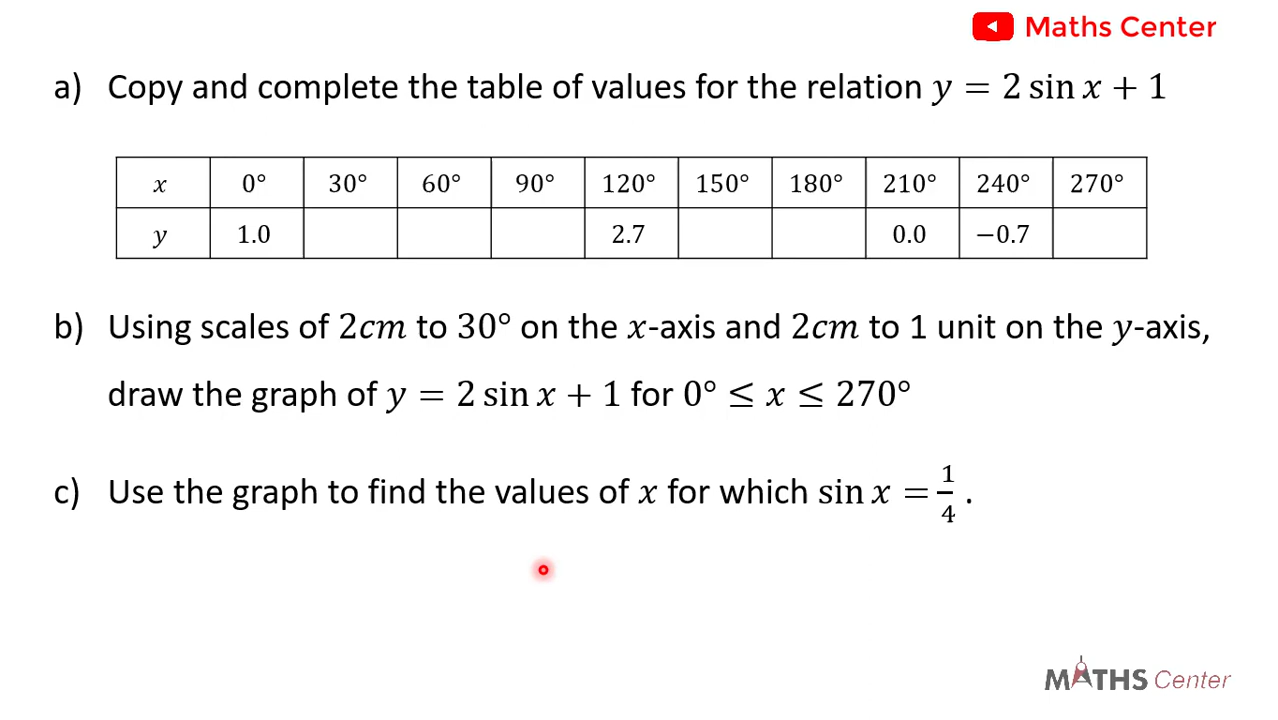 Maths Center
a) Copy and complete the table of values for the relation y = 2 sin x + 1
x 0° 30° 60° 90° 120° 150° 180° 210° 240° 270°
y 1.0 2.7 0.0 −0.7
b) Using scales of 2cm to 30° on the x-axis and 2cm to 1 unit on the y-axis,
draw the graph of y = 2 sin x + 1 for 0° ≤ x ≤ 270°
c) Use the graph to find the values of x for which sin x = 1/4 .
MATHS Center